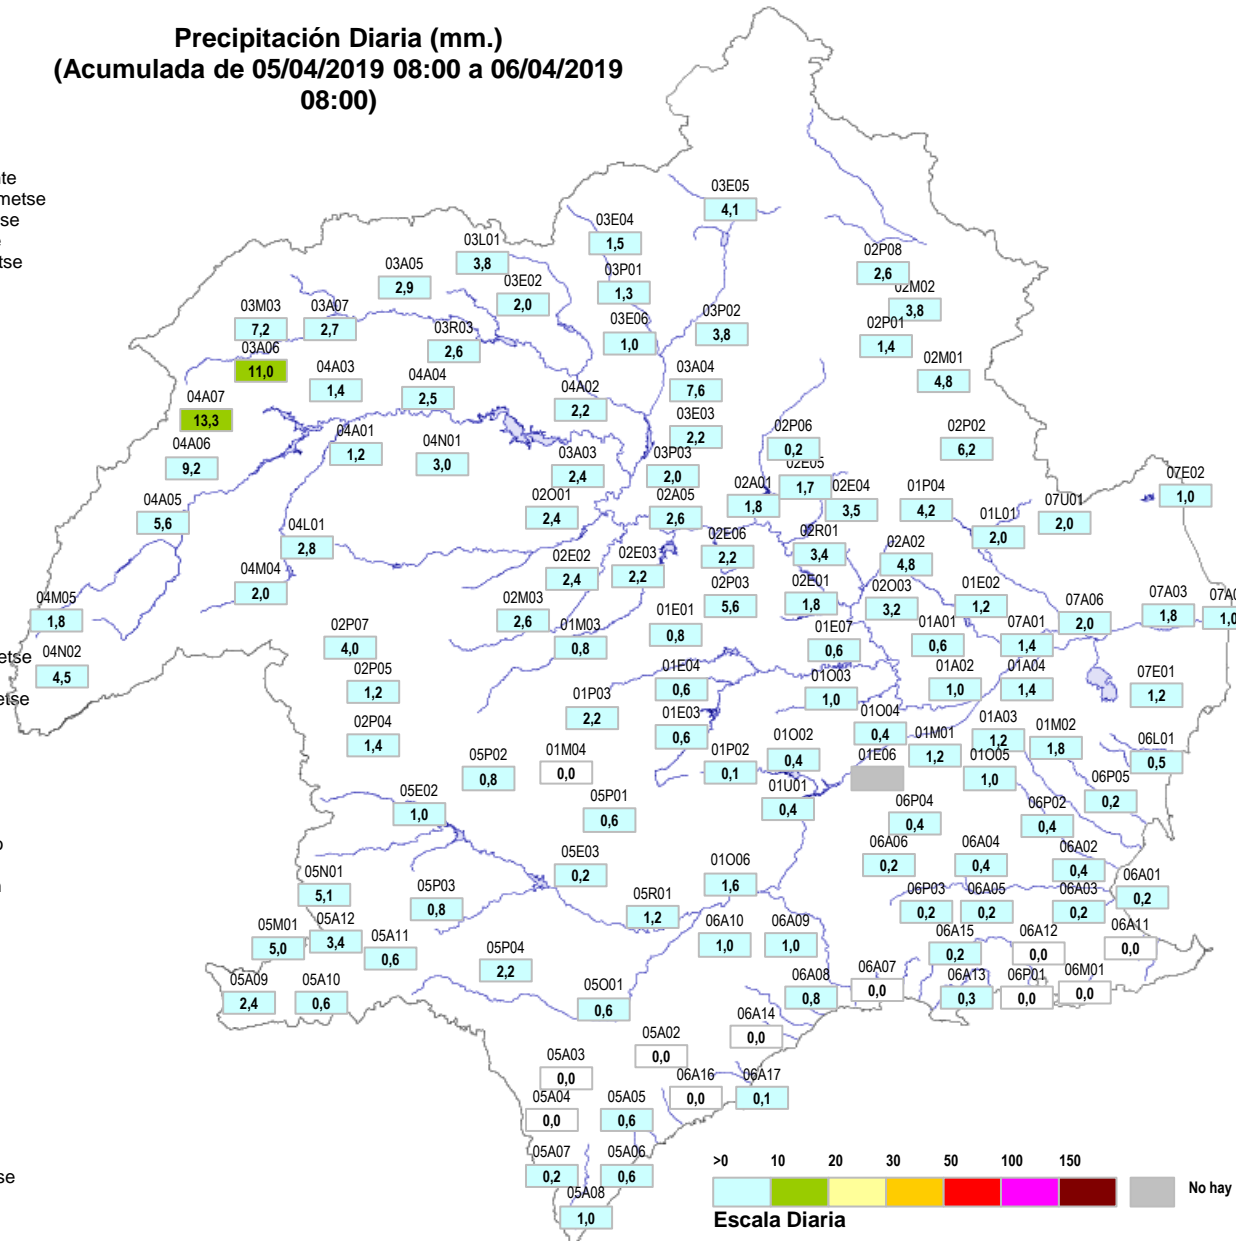 Precipitación Diaria (mm.)
(Acumulada de 05/04/2019 08:00 a 06/04/2019
08:00)
nte
metse
se
e
tse
03E05
4,1
03E04
1,5
03L01
3,8
02P08
2,6
03A05
2,9
03P01
1,3
03E02
2,0
02M02
3,8
03M03
7,2
03A07
2,7
03P02
3,8
03R03
2,6
03E06
1,0
02P01
1,4
03A06
11,0
04A03
1,4
04A04
2,5
03A04
7,6
02M01
4,8
04A07
13,3
04A02
2,2
03E03
2,2
04A01
1,2
04N01
3,0
02P06
0,2
02P02
6,2
04A06
9,2
03A03
2,4
03P03
2,0
02E05
1,7
07E02
1,0
04A05
5,6
02O01
2,4
02A05
2,6
02A01
1,8
02E04
3,5
01P04
4,2
01L01
2,0
07U01
2,0
04L01
2,8
02E02
2,4
02E03
2,2
02E06
2,2
02R01
3,4
02A02
4,8
04M04
2,0
02P03
5,6
02E01
1,8
02O03
3,2
01E02
1,2
07A06
2,0
07A03
1,8
07A0
1,0
04M05
1,8
02M03
2,6
01M03
0,8
01E01
0,8
01E07
0,6
01A01
0,6
07A01
1,4
02P07
4,0
etse
04N02
4,5
02P05
1,2
etse
01E04
0,6
01O03
1,0
01A02
1,0
01A04
1,4
07E01
1,2
01P03
2,2
01E03
0,6
01O04
0,4
01A03
1,2
01M02
1,8
02P04
1,4
01M01
1,2
06L01
0,5
05P02
0,8
01M04
0,0
01P02
0,1
01O02
0,4
01E06
01O05
1,0
05E02
1,0
05P01
0,6
01U01
0,4
06P04
0,4
06P02
0,4
06P05
0,2
o
05E03
0,2
06A06
0,2
06A04
0,4
06A02
0,4
n
05N01
5,1
05P03
0,8
01O06
1,6
06A01
0,2
05R01
1,2
06P03
0,2
06A05
0,2
06A03
0,2
05M01
5,0
05A12
3,4
05A11
0,6
06A10
1,0
06A09
1,0
06A15
0,2
06A12
0,0
06A11
0,0
05P04
2,2
05A09
2,4
05A10
0,6
05O01
0,6
06A08
0,8
06A07
0,0
06A13
0,3
06P01
0,0
06M01
0,0
06A14
0,0
05A02
0,0
05A03
0,0
06A16
0,0
06A17
0,1
05A04
0,0
05A05
0,6
05A07
0,2
05A06
0,6
05A08
1,0
se
>0 10 20 30 50 100 150
No hay
Escala Diaria